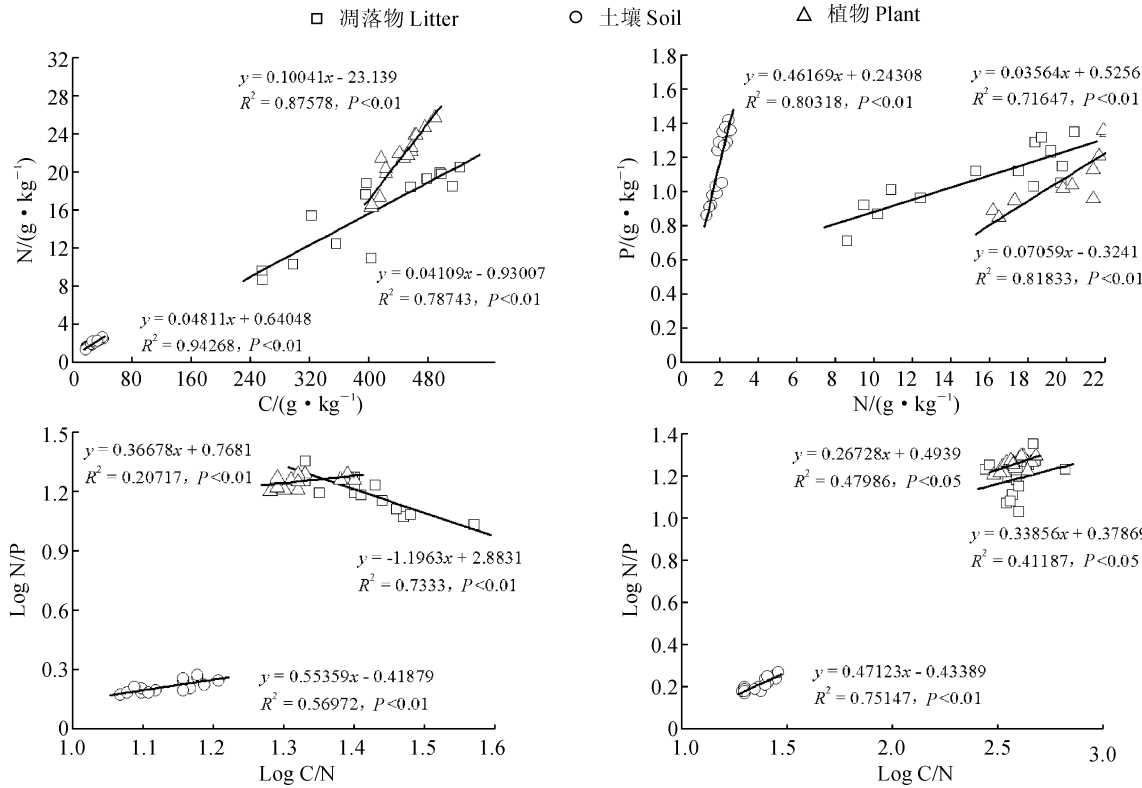 凋落物 Litter
土壤 Soil
植物 Plant
32
28
24
20
16
12
8
4
0
N/(g·kg⁻¹)
y = 0.10041x - 23.139
R² = 0.87578, P<0.01
y = 0.04109x - 0.93007
R² = 0.78743, P<0.01
y = 0.04811x + 0.64048
R² = 0.94268, P<0.01
0 80 160 240 320 400 480
C/(g·kg⁻¹)
1.8
1.6
1.4
1.2
1.0
0.8
0.6
0.4
0.2
0
P/(g·kg⁻¹)
y = 0.46169x + 0.24308
R² = 0.80318, P<0.01
y = 0.03564x + 0.5256
R² = 0.71647, P<0.01
y = 0.07059x - 0.3241
R² = 0.81833, P<0.01
0 2 4 6 8 10 12 14 16 18 20 22
N/(g·kg⁻¹)
1.5
1.2
0.9
0.6
0.3
0
Log N/P
y = 0.36678x + 0.7681
R² = 0.20717, P<0.01
y = -1.1963x + 2.8831
R² = 0.7333, P<0.01
y = 0.55359x - 0.41879
R² = 0.56972, P<0.01
1.0 1.1 1.2 1.3 1.4 1.5 1.6
Log C/N
1.4
1.2
1.0
0.8
0.6
0.4
0.2
0
Log N/P
y = 0.26728x + 0.4939
R² = 0.47986, P<0.05
y = 0.33856x + 0.37869
R² = 0.41187, P<0.05
y = 0.47123x - 0.43389
R² = 0.75147, P<0.01
1.0 1.5 2.0 2.5 3.0
Log C/N